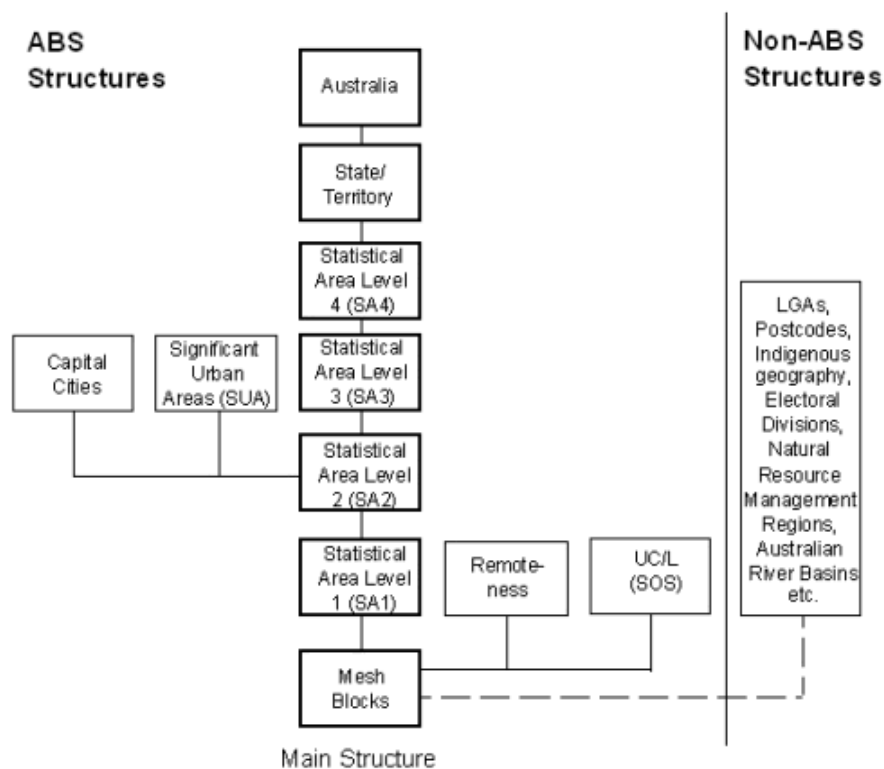 ABS
Structures
Non-ABS
Structures
Australia
State/
Territory
Statistical
Area Level
4 (SA4)
Capital
Cities
Significant
Urban
Areas (SUA)
Statistical
Area Level
3 (SA3)
Statistical
Area Level
2 (SA2)
Statistical
Area Level
1 (SA1)
Remote-
ness
UC/L
(SOS)
Mesh
Blocks
Main Structure
LGAs,
Postcodes,
Indigenous
geography,
Electoral
Divisions,
Natural
Resource
Management
Regions,
Australian
River Basins
etc.